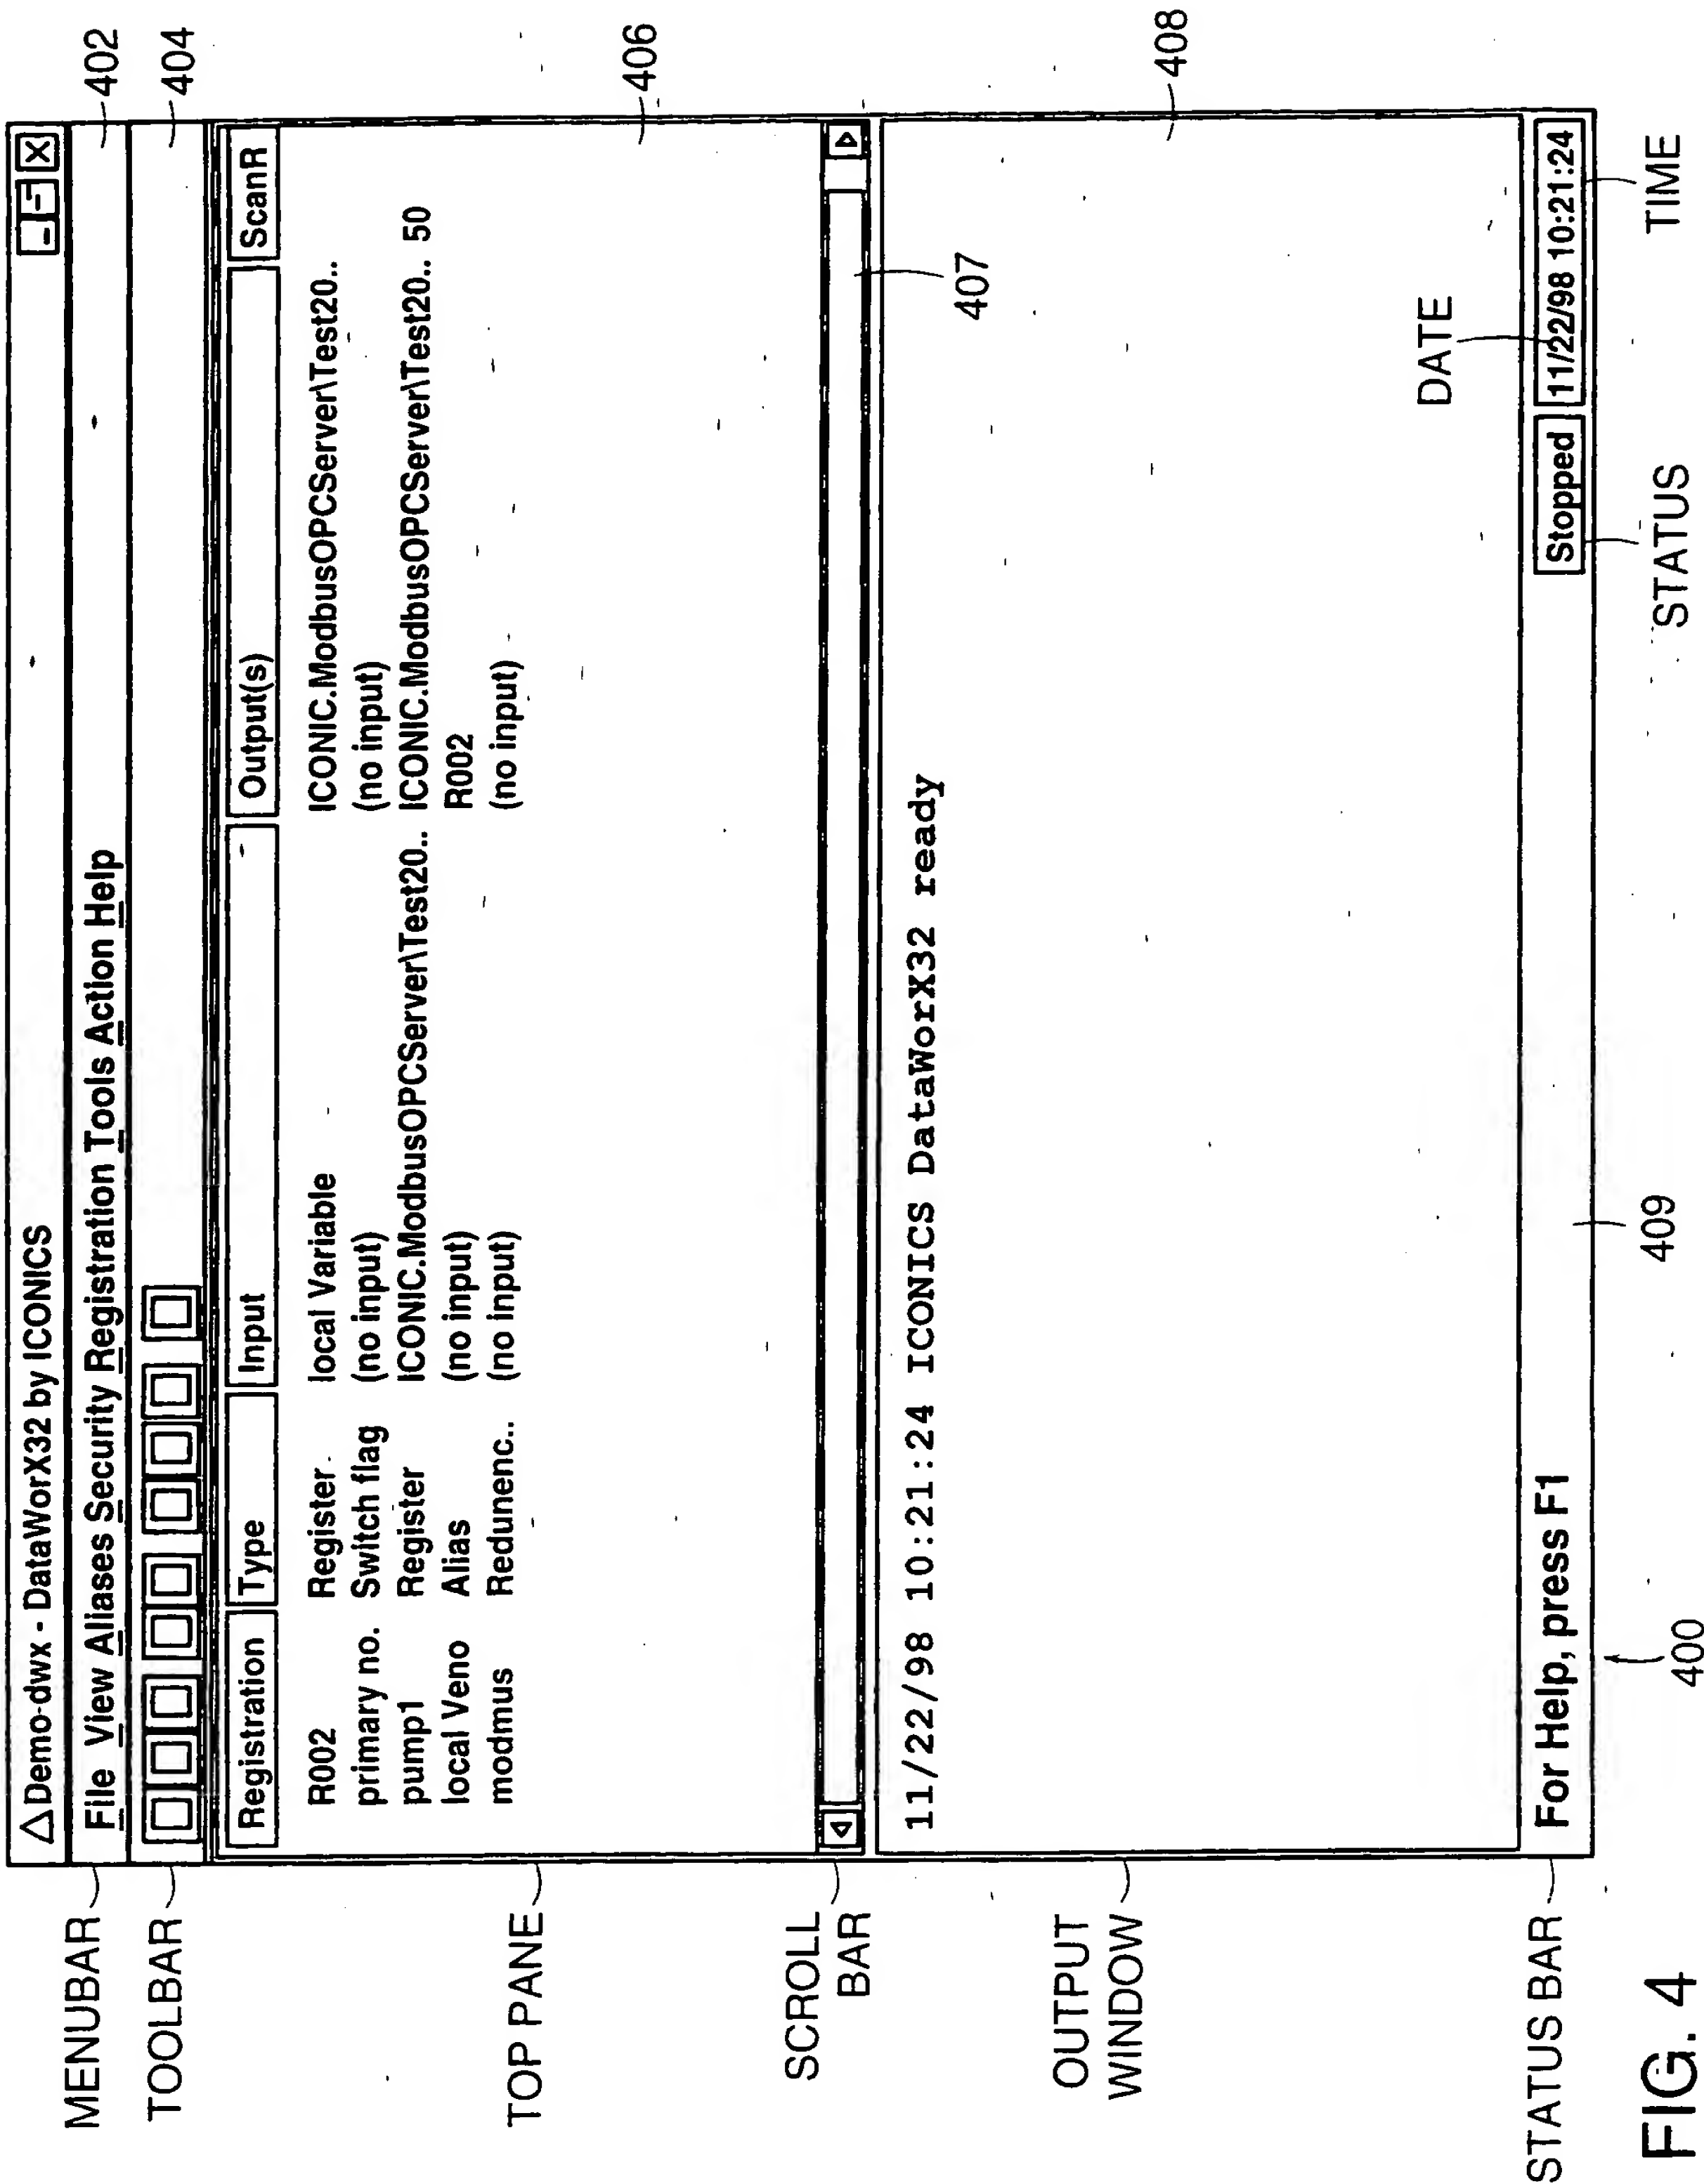 Demo-dwx - DataWorX32 by ICONICS
MENUBAR
File View Aliases Security Registration Tools Action Help
402
TOOLBAR
404
Registration Type Input Output(s) ScanR
R002 Register local Variable ICONIC.ModbusOPCServer\Test20..
primary no. Switch flag (no input) (no input)
pump1 Register ICONIC.ModbusOPCServer\Test20.. ICONIC.ModbusOPCServer\Test20.. 50
local Veno Alias (no input) R002
modmus Redunenc.. (no input) (no input)
TOP PANE
406
SCROLL
BAR
407
11/22/98 10:21:24 ICONICS DataWorX32 ready
OUTPUT
WINDOW
408
DATE
STATUS BAR
For Help, press F1
Stopped 11/22/98 10:21:24
400
409
STATUS
TIME
FIG. 4